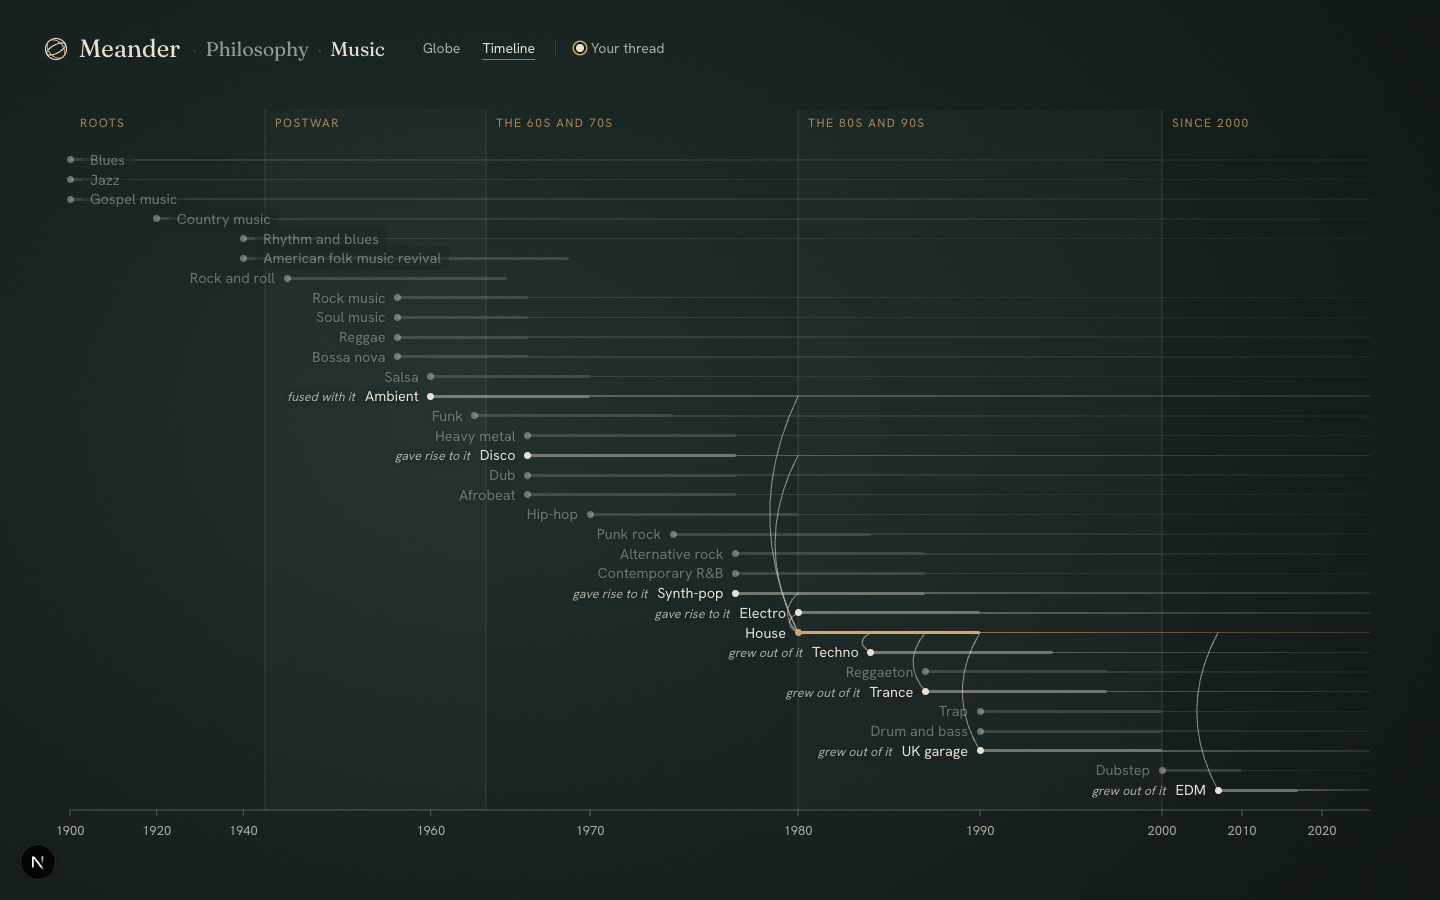 Meander · Philosophy · Music Globe Timeline Your thread
ROOTS POSTWAR THE 60S AND 70S THE 80S AND 90S SINCE 2000
Blues
Jazz
Gospel music
Country music
Rhythm and blues
American folk music revival
Rock and roll
Rock music
Soul music
Reggae
Bossa nova
Salsa
fused with it Ambient
Funk
Heavy metal
gave rise to it Disco
Dub
Afrobeat
Hip-hop
Punk rock
Alternative rock
Contemporary R&B
gave rise to it Synth-pop
gave rise to it Electro
House
grew out of it Techno
Reggaeton
grew out of it Trance
Trap
Drum and bass
grew out of it UK garage
Dubstep
grew out of it EDM
1900 1920 1940 1960 1970 1980 1990 2000 2010 2020
N